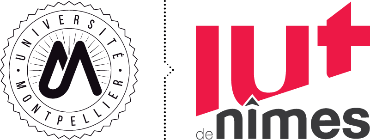 · UNIVERSITÉ ·
MONTPELLIER
iut
de nîmes